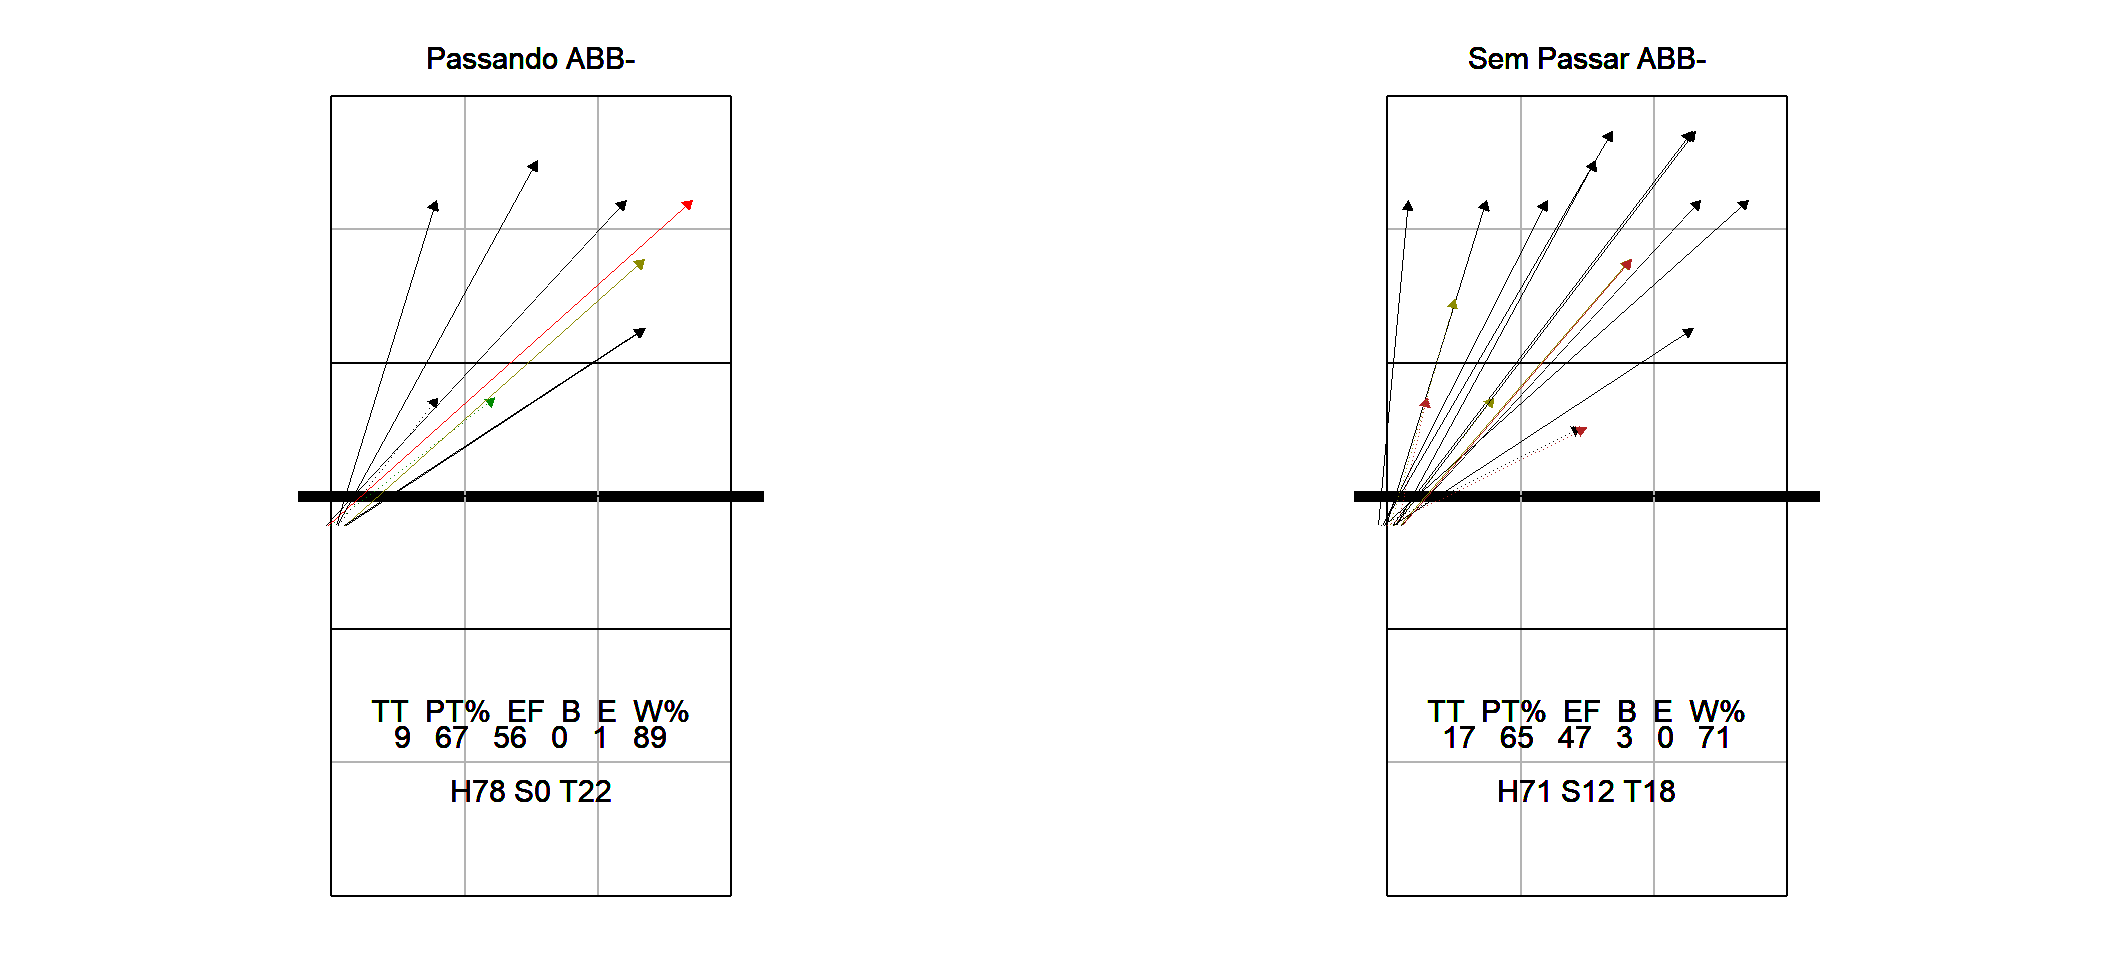 Passando ABB-
TT PT% EF B E W%
9 67 56 0 1 89
H78 S0 T22
Sem Passar ABB-
TT PT% EF B E W%
17 65 47 3 0 71
H71 S12 T18